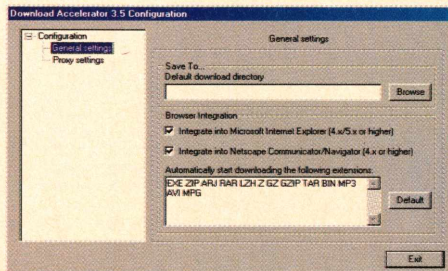 Download Accelerator 3.5 Configuration
Configuration
General settings
Proxy settings
General settings
Save To...
Default download directory
Browse
Browser Integration
Integrate into Microsoft Internet Explorer (4.x/5.x or higher)
Integrate into Netscape Communicator/Navigator (4.x or higher)
Automatically start downloading the following extensions:
EXE ZIP ARJ RAR LZH Z GZ GZIP TAR BIN MP3
AVI MPG
Default
Exit